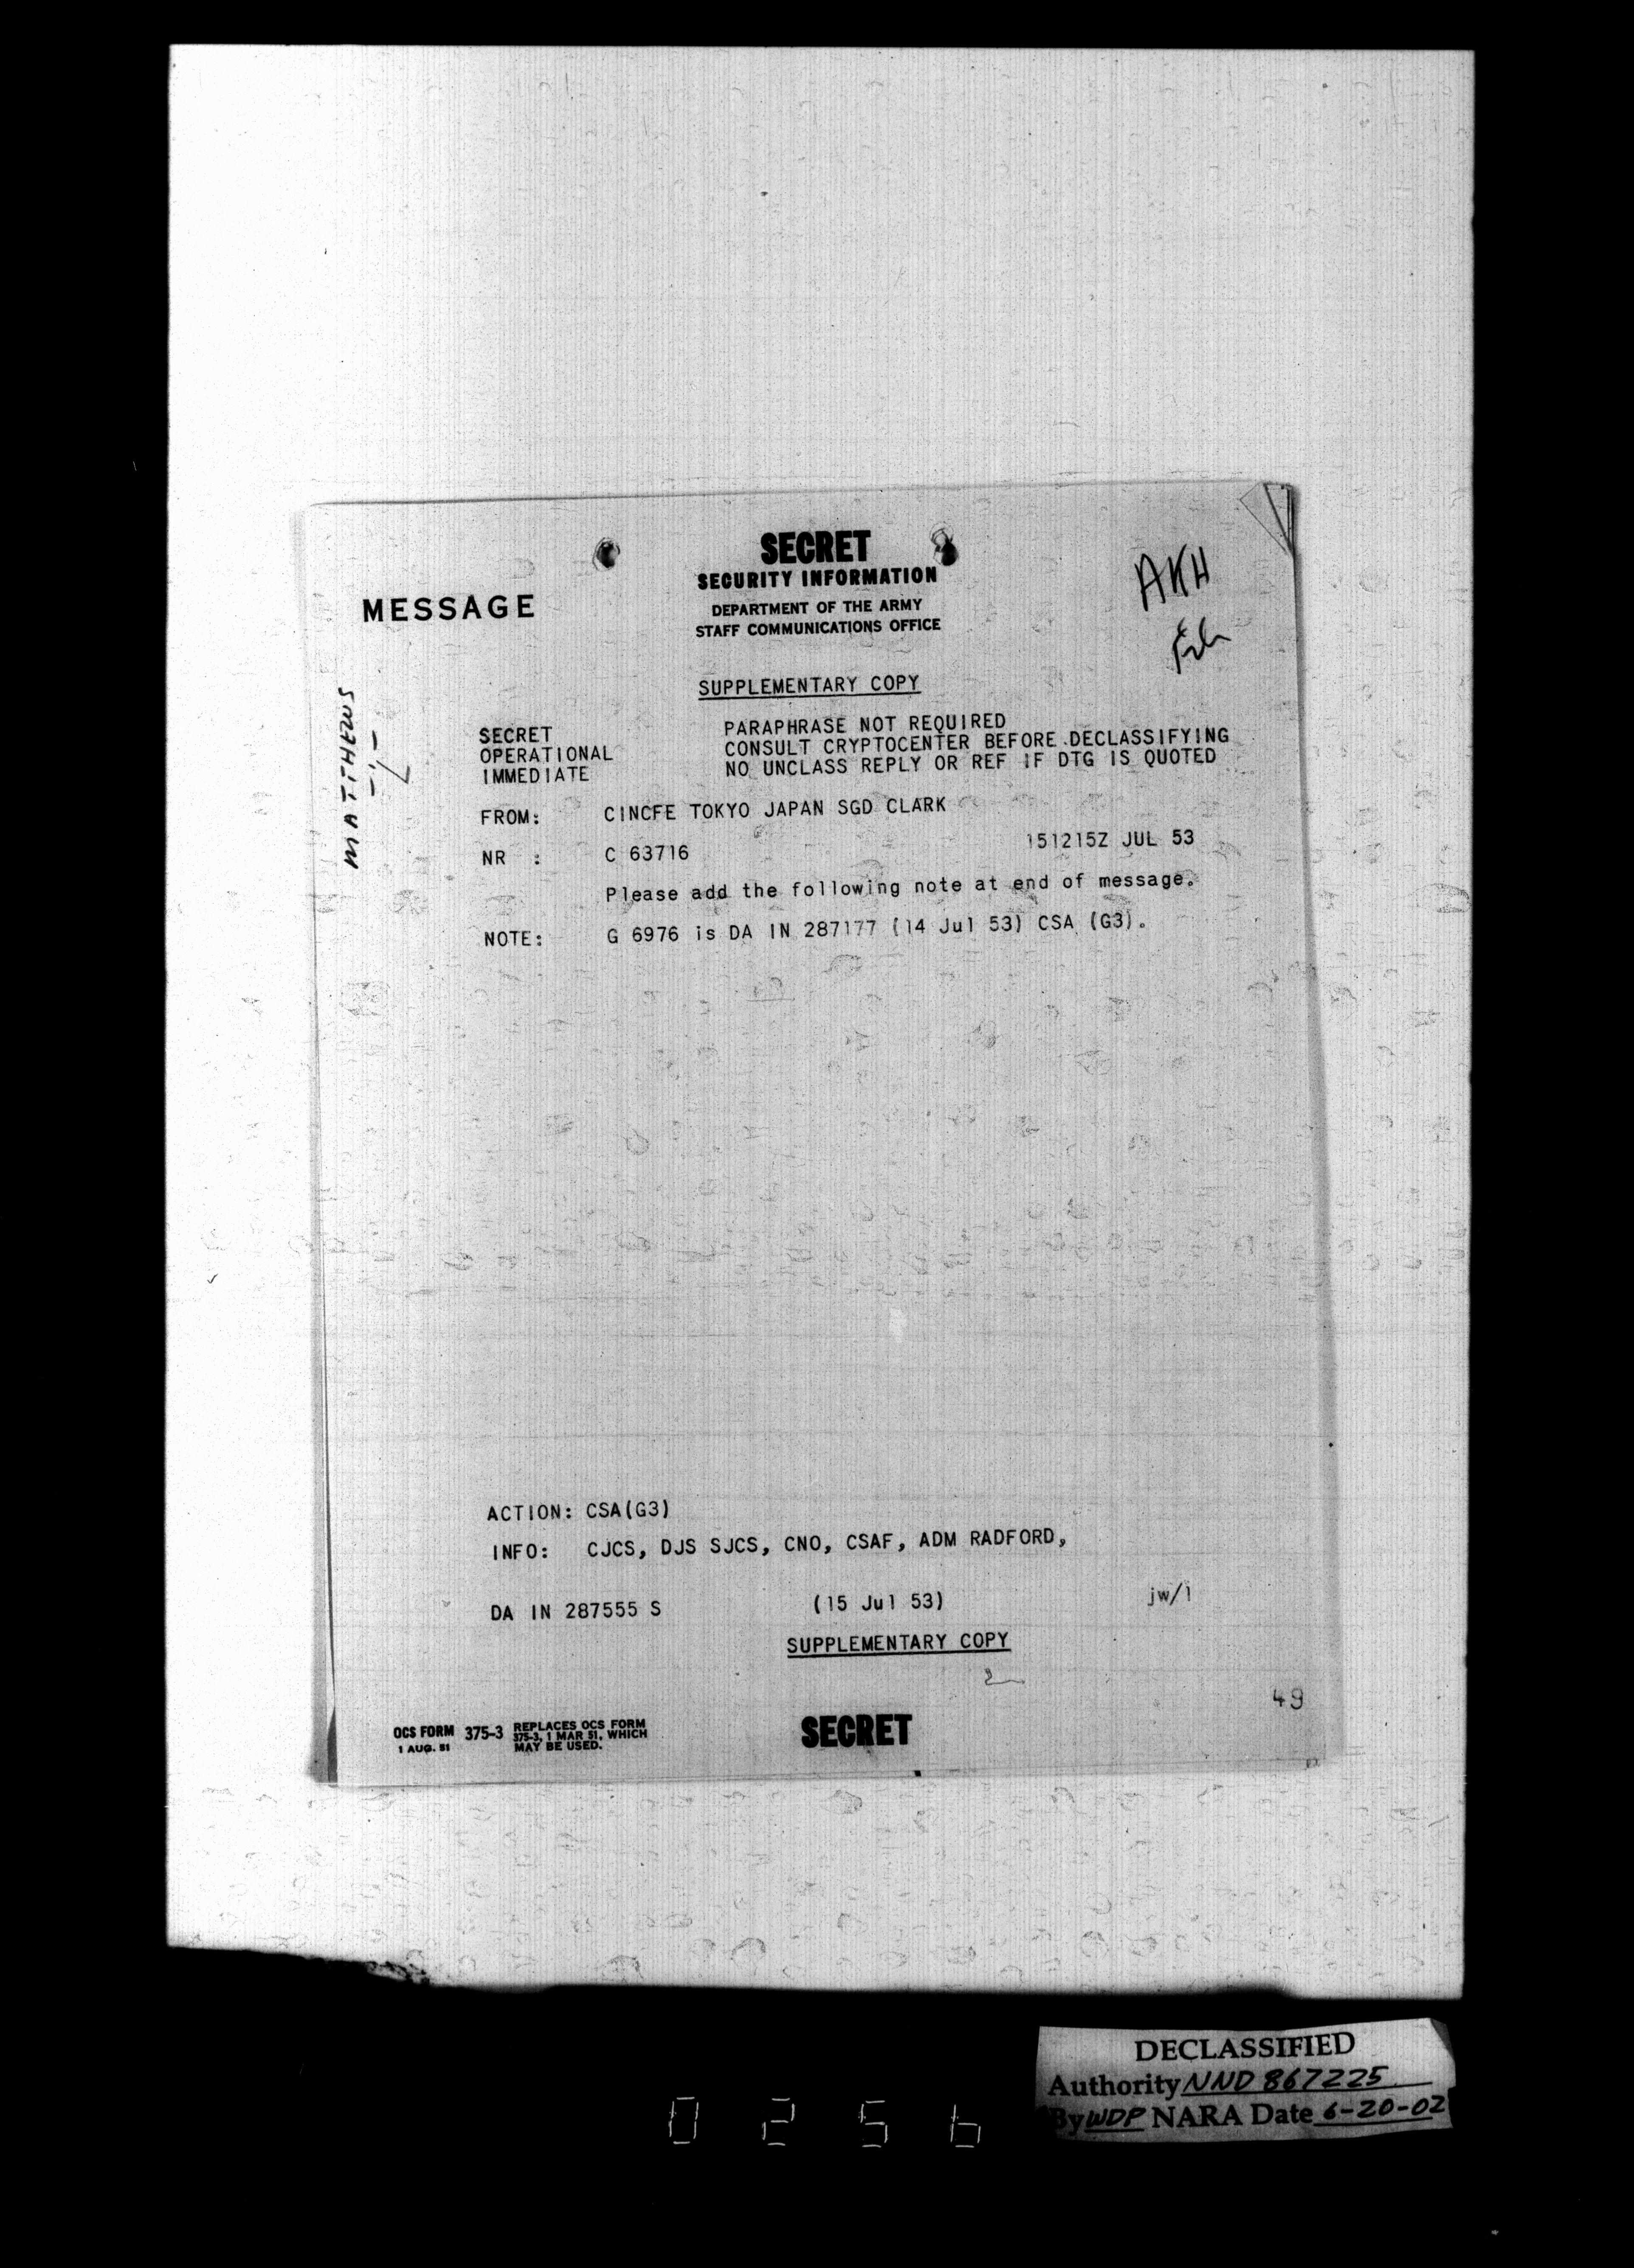 SECRET
SECURITY INFORMATION
MESSAGE
DEPARTMENT OF THE ARMY
STAFF COMMUNICATIONS OFFICE
AKH
MATTHEWS
SUPPLEMENTARY COPY
SECRET PARAPHRASE NOT REQUIRED
OPERATIONAL CONSULT CRYPTOCENTER BEFORE DECLASSIFYING
IMMEDIATE NO UNCLASS REPLY OR REF IF DTG IS QUOTED
FROM: CINCFE TOKYO JAPAN SGD CLARK
NR : C 63716 151215Z JUL 53
Please add the following note at end of message.
NOTE: G 6976 is DA IN 287177 (14 Jul 53) CSA (G3).
ACTION: CSA(G3)
INFO: CJCS, DJS SJCS, CNO, CSAF, ADM RADFORD,
DA IN 287555 S (15 Jul 53) jw/1
SUPPLEMENTARY COPY
49
OCS FORM 375-3 REPLACES OCS FORM
1 AUG. 51 375-3, 1 MAR 51, WHICH
MAY BE USED.
SECRET
DECLASSIFIED
Authority NND 867225
By WDP NARA Date 6-20-02
0256